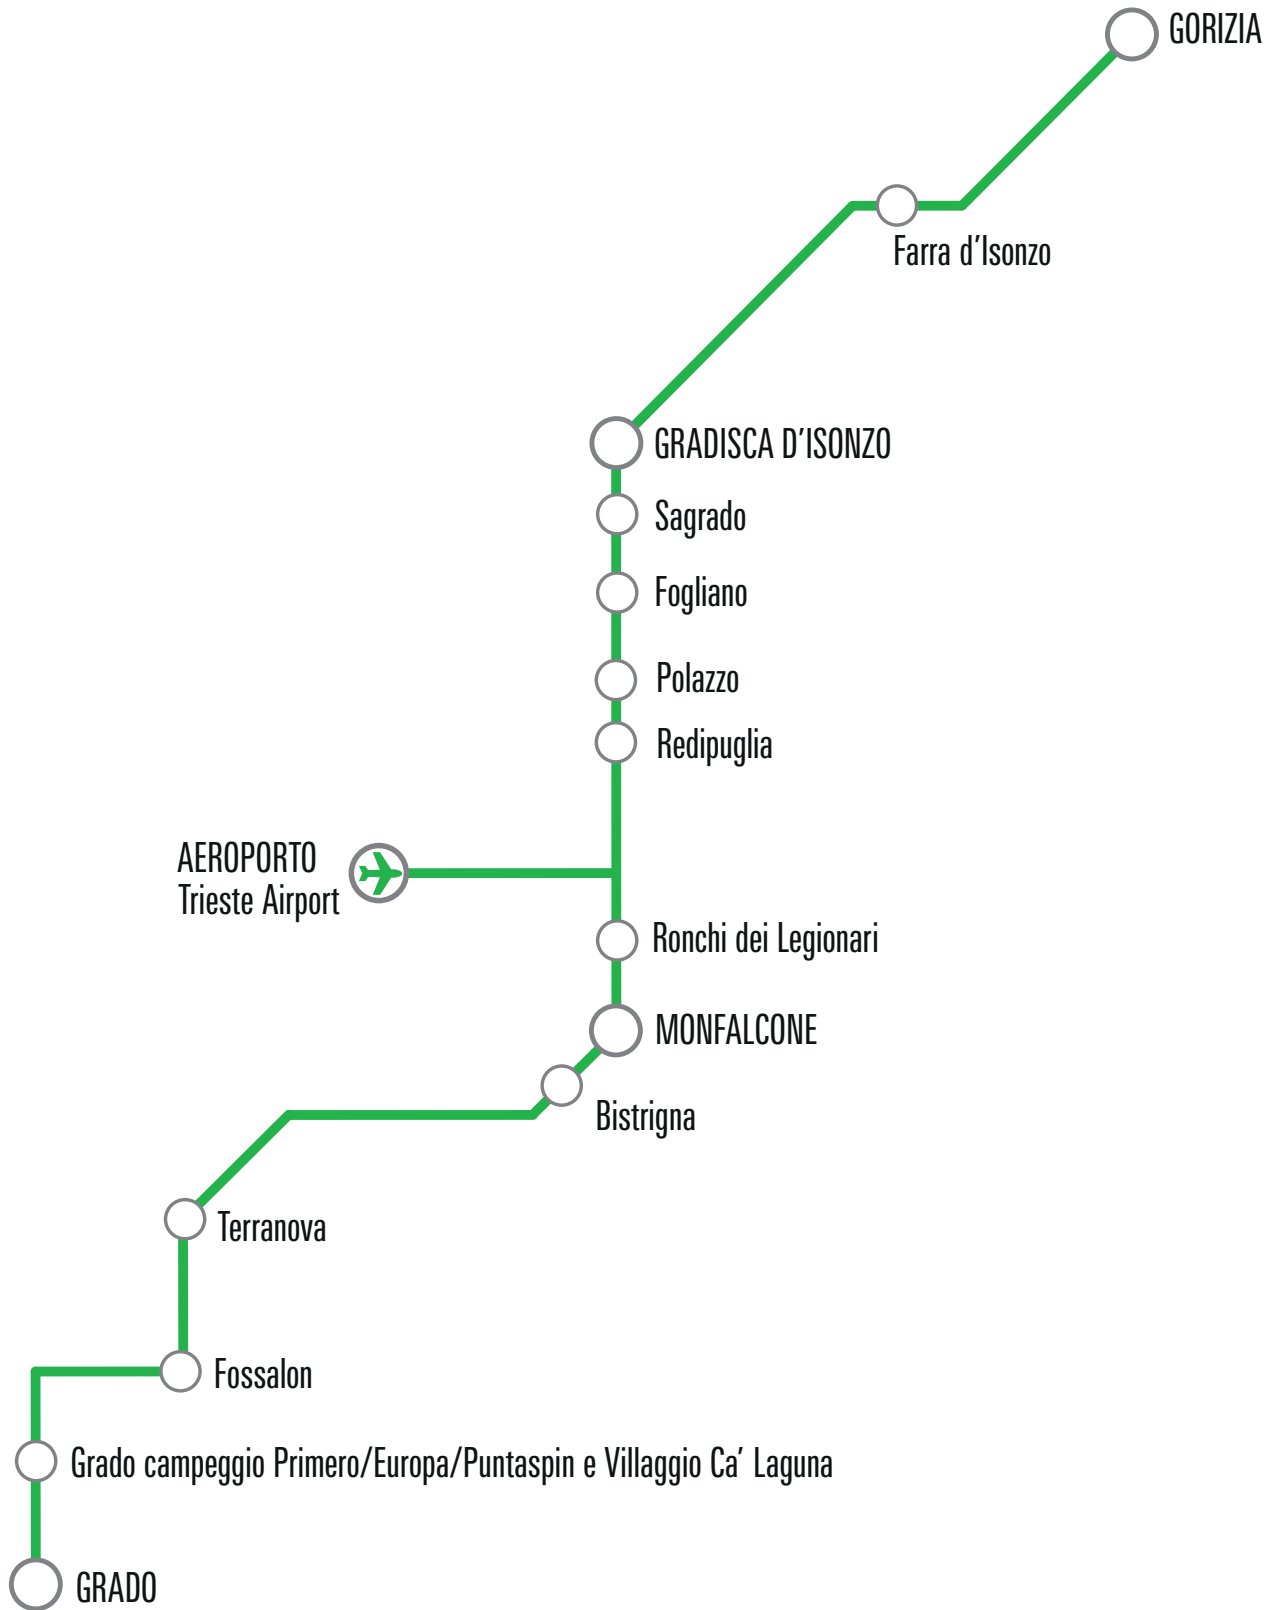 GORIZIA
Farra d’Isonzo
GRADISCA D’ISONZO
Sagrado
Fogliano
Polazzo
Redipuglia
AEROPORTO
Trieste Airport
Ronchi dei Legionari
MONFALCONE
Bistrigna
Terranova
Fossalon
Grado campeggio Primero/Europa/Puntaspin e Villaggio Ca’ Laguna
GRADO